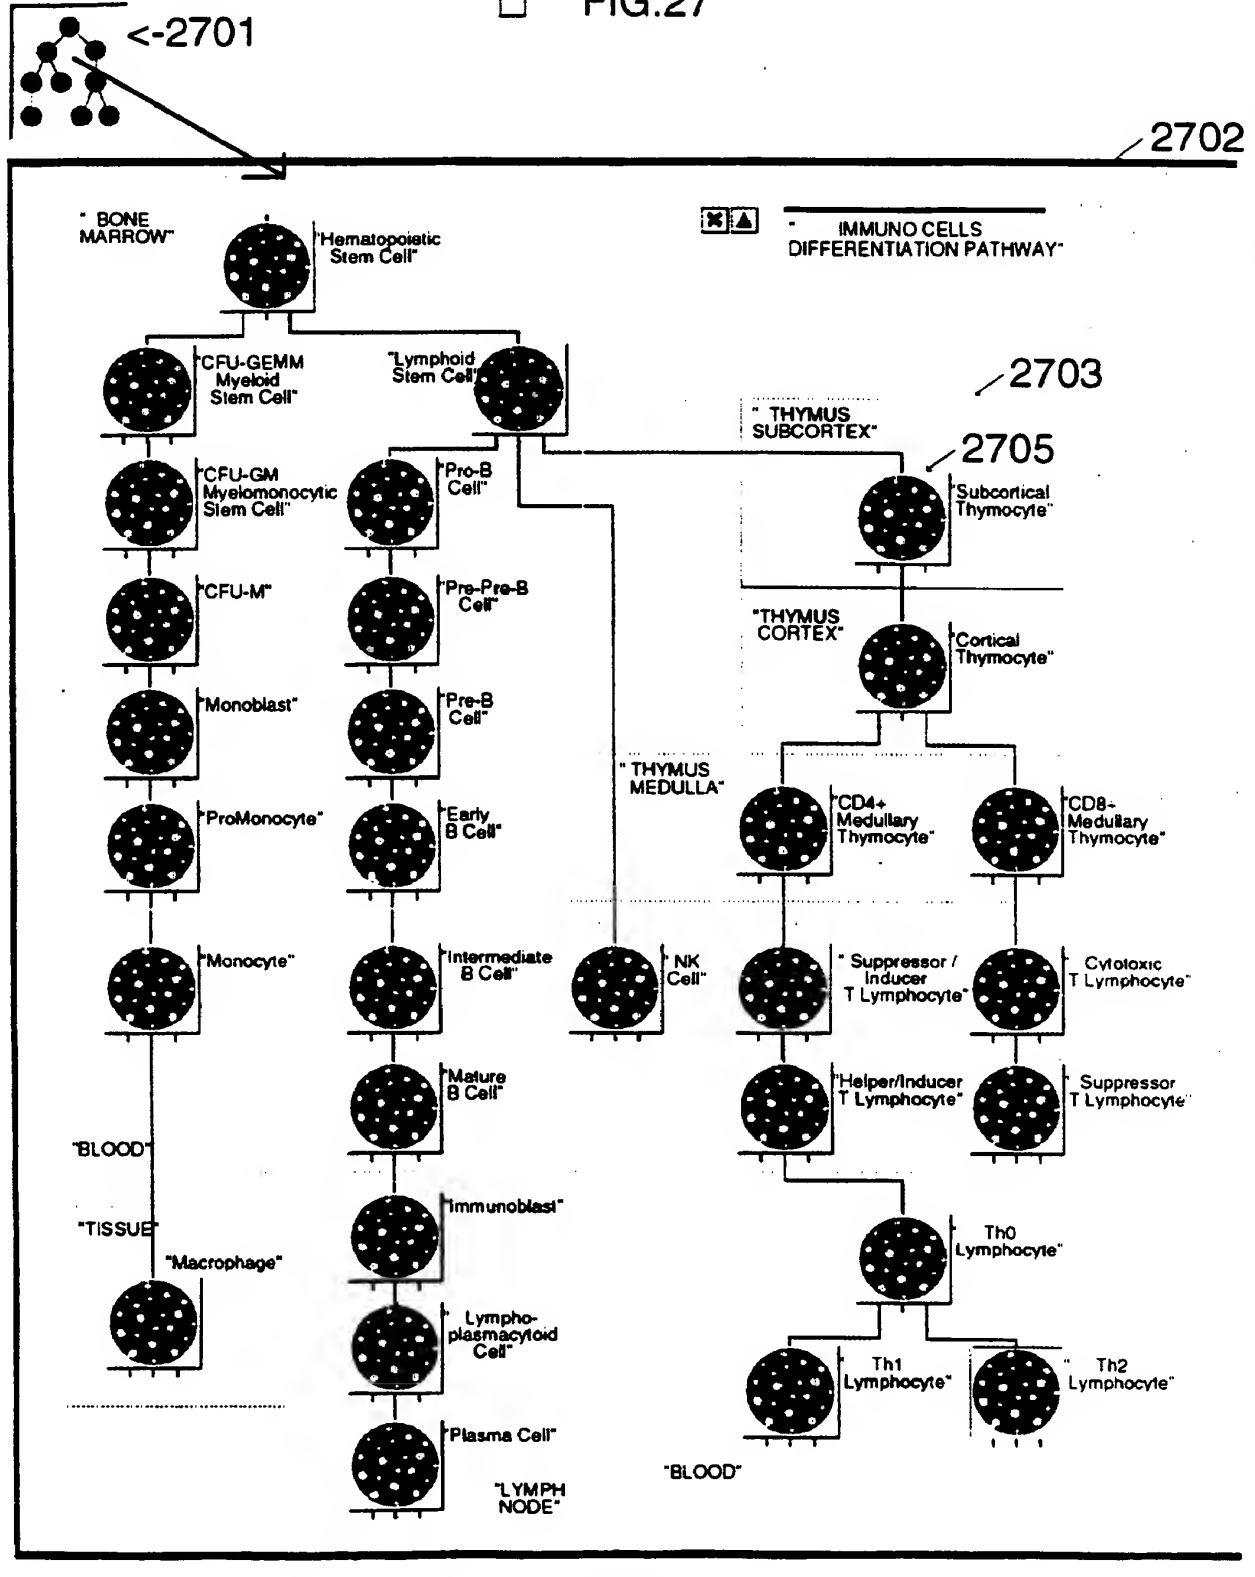 FIG.27
<-2701
2702
" BONE
MARROW"
"Hematopoietic
Stem Cell"
" IMMUNO CELLS
DIFFERENTIATION PATHWAY"
"CFU-GEMM
Myeloid
Stem Cell"
"Lymphoid
Stem Cell"
2703
" THYMUS
SUBCORTEX"
2705
"CFU-GM
Myelomonocytic
Stem Cell"
"Pro-B
Cell"
"Subcortical
Thymocyte"
"CFU-M"
"Pre-Pre-B
Cell"
"THYMUS
CORTEX"
"Cortical
Thymocyte"
"Monoblast"
"Pre-B
Cell"
" THYMUS
MEDULLA"
"ProMonocyte"
"Early
B Cell"
"CD4+
Medullary
Thymocyte"
"CD8+
Medullary
Thymocyte"
"Monocyte"
"Intermediate
B Cell"
" NK
Cell"
" Suppressor /
Inducer
T Lymphocyte"
" Cytotoxic
T Lymphocyte"
"Mature
B Cell"
"Helper/Inducer
T Lymphocyte"
" Suppressor
T Lymphocyte"
"BLOOD"
"TISSUE"
"Macrophage"
"Immunoblast"
" Th0
Lymphocyte"
" Lympho-
plasmacytoid
Cell"
" Th1
Lymphocyte"
" Th2
Lymphocyte"
"Plasma Cell"
"LYMPH
NODE"
"BLOOD"